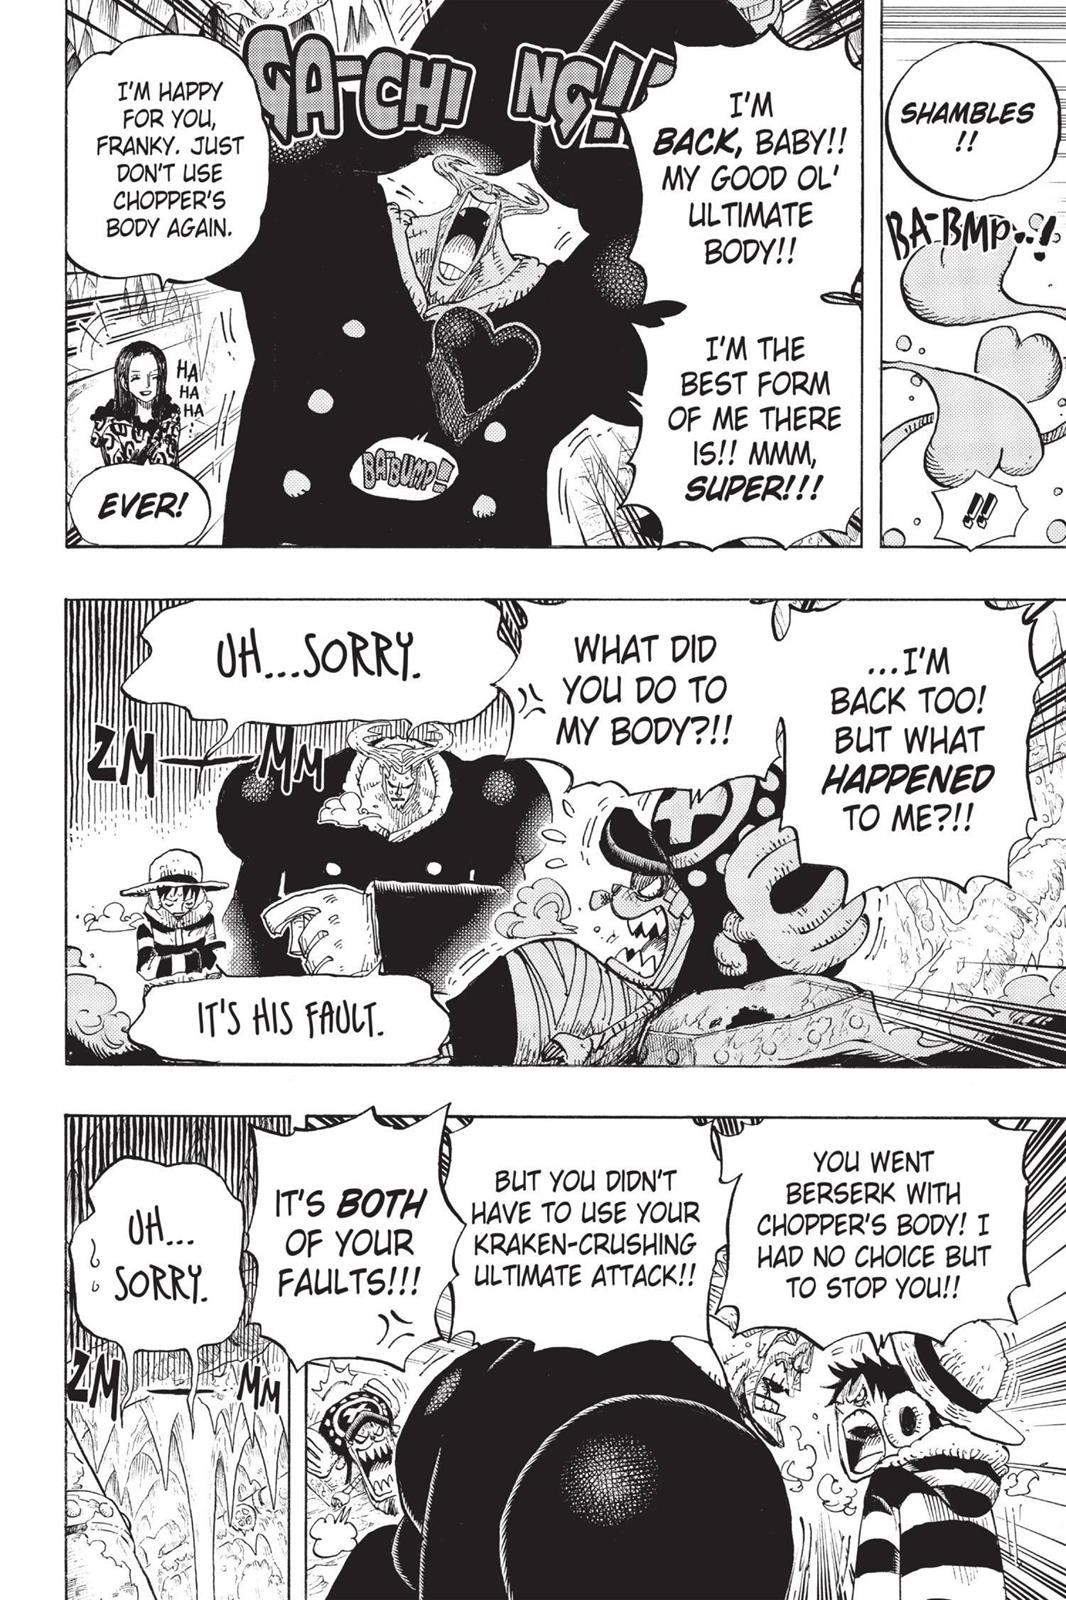 SHAMBLES
!!
BA-BMP..!
!!
I'M
BACK, BABY!!
MY GOOD OL'
ULTIMATE
BODY!!
I'M THE
BEST FORM
OF ME THERE
IS!! MMM,
SUPER!!!
GA-CHI NG!!
BABUMP!
I'M HAPPY
FOR YOU,
FRANKY. JUST
DON'T USE
CHOPPER'S
BODY AGAIN.
HA
HA
HA
EVER!
...I'M
BACK TOO!
BUT WHAT
HAPPENED
TO ME?!!
WHAT DID
YOU DO TO
MY BODY?!!
UH...SORRY.
ZM—MM
IT'S HIS FAULT.
YOU WENT
BERSERK WITH
CHOPPER'S BODY! I
HAD NO CHOICE BUT
TO STOP YOU!!
BUT YOU DIDN'T
HAVE TO USE YOUR
KRAKEN-CRUSHING
ULTIMATE ATTACK!!
IT'S BOTH
OF YOUR
FAULTS!!!
UH...
SORRY.
ZM—MM